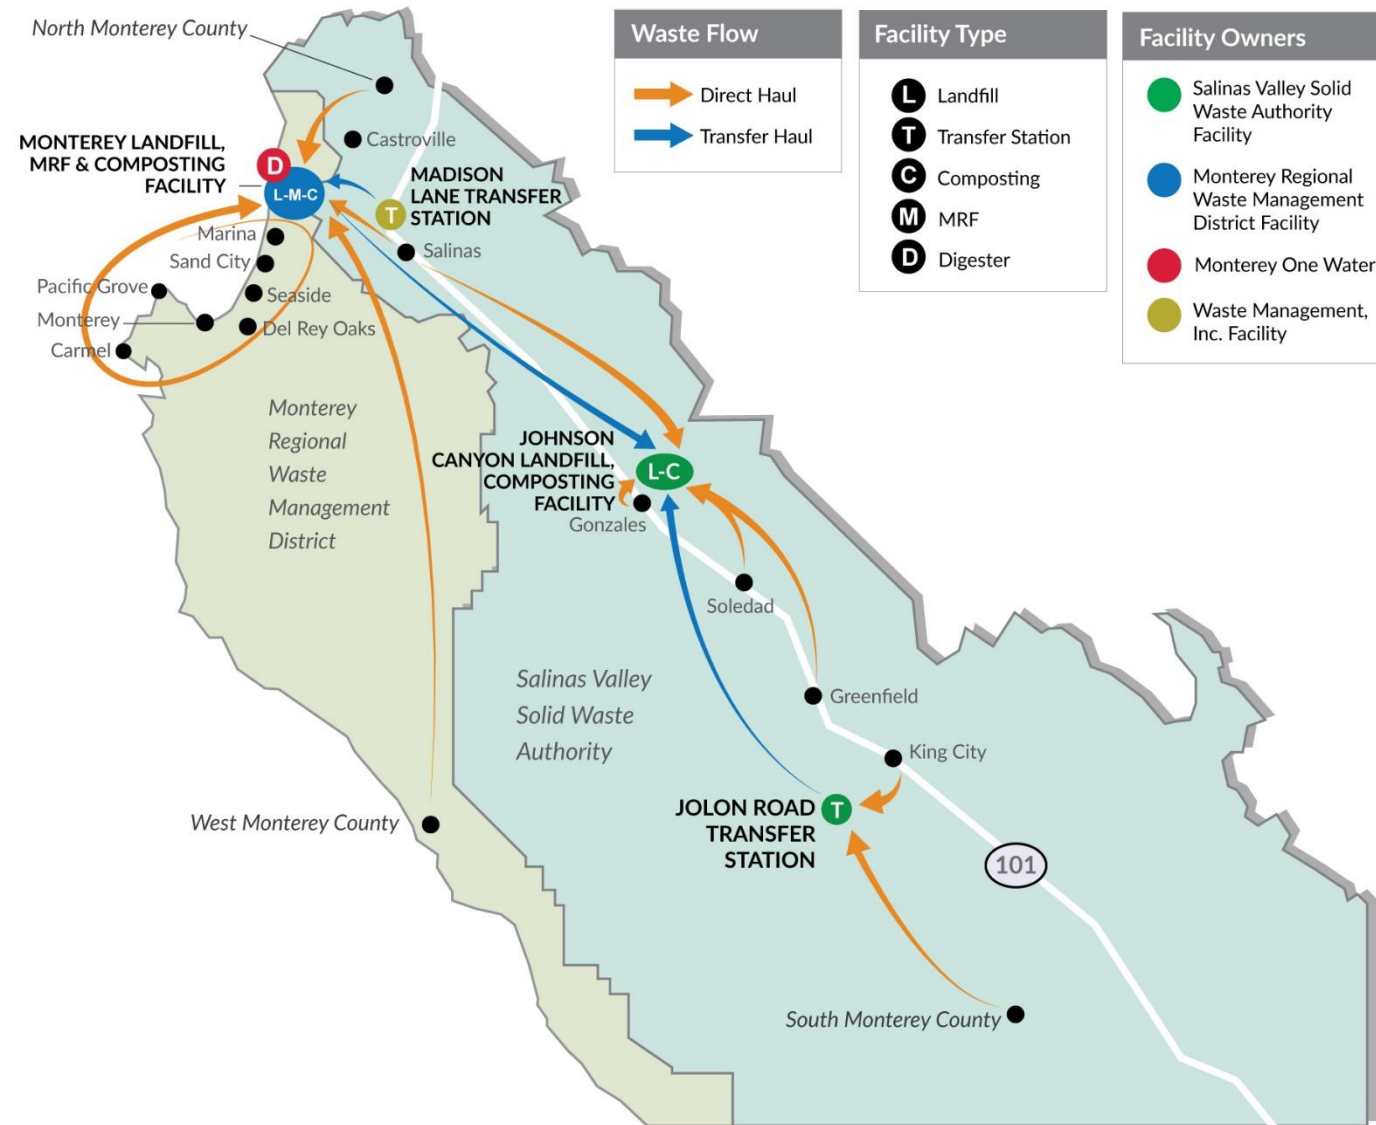 North Monterey County
Castroville
MONTEREY LANDFILL,
MRF & COMPOSTING
FACILITY
D
L-M-C
MADISON
LANE TRANSFER
STATION
T
Salinas
Marina
Sand City
Pacific Grove
Seaside
Monterey
Del Rey Oaks
Carmel
Monterey
Regional
Waste
Management
District
JOHNSON
CANYON LANDFILL,
COMPOSTING
FACILITY
L-C
Gonzales
Soledad
Salinas Valley
Solid Waste
Authority
Greenfield
King City
JOLON ROAD
TRANSFER
STATION
T
West Monterey County
101
South Monterey County
Waste Flow
Direct Haul
Transfer Haul
Facility Type
L Landfill
T Transfer Station
C Composting
M MRF
D Digester
Facility Owners
Salinas Valley Solid
Waste Authority
Facility
Monterey Regional
Waste Management
District Facility
Monterey One Water
Waste Management,
Inc. Facility